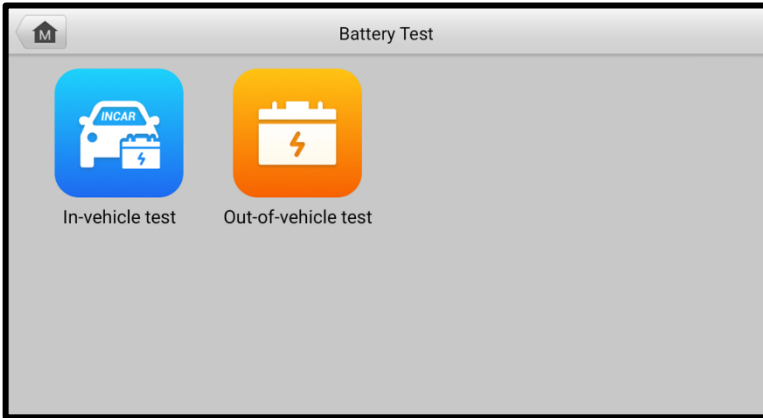 M
Battery Test
INCAR
In-vehicle test
Out-of-vehicle test